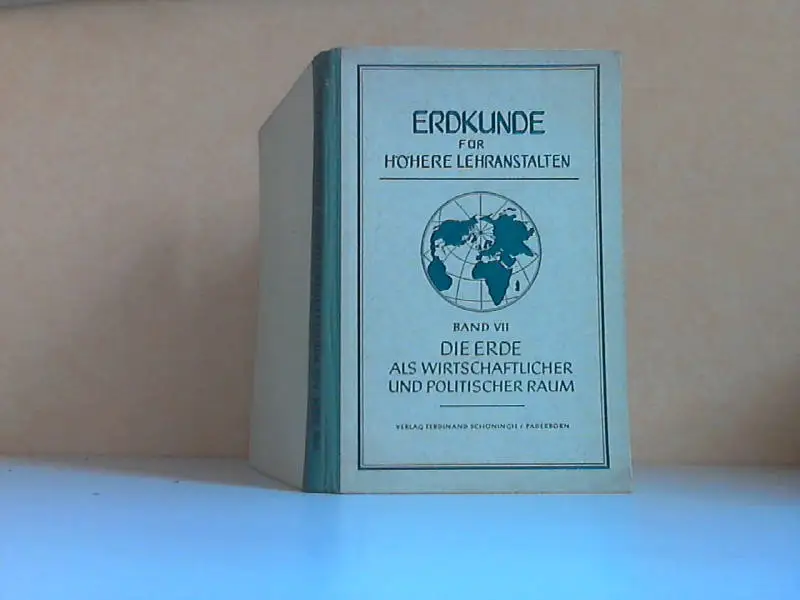 ERDKUNDE
FÜR
HÖHERE LEHRANSTALTEN
BAND VII
DIE ERDE
ALS WIRTSCHAFTLICHER
UND POLITISCHER RAUM
VERLAG FERDINAND SCHÖNINGH / PADERBORN